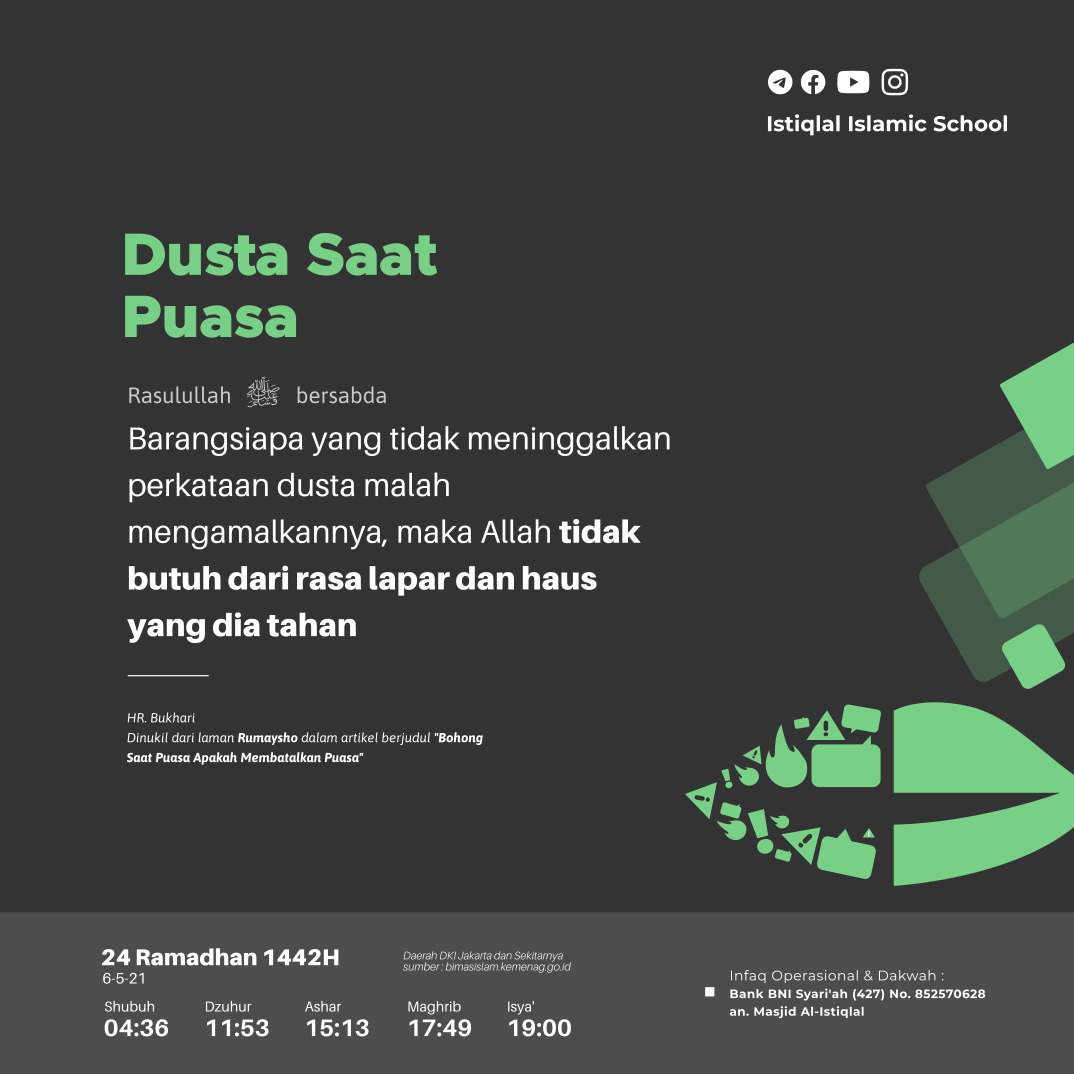 Istiqlal Islamic School
Dusta Saat
Puasa
Rasulullah ﷺ bersabda
Barangsiapa yang tidak meninggalkan
perkataan dusta malah
mengamalkannya, maka Allah tidak
butuh dari rasa lapar dan haus
yang dia tahan
HR. Bukhari
Dinukil dari laman Rumaysho dalam artikel berjudul "Bohong
Saat Puasa Apakah Membatalkan Puasa"
24 Ramadhan 1442H
6-5-21
Daerah DKI Jakarta dan Sekitarnya
sumber : bimasislam.kemenag.go.id
Shubuh Dzuhur Ashar Maghrib Isya'
04:36 11:53 15:13 17:49 19:00
Infaq Operasional & Dakwah :
Bank BNI Syari'ah (427) No. 852570628
an. Masjid Al-Istiqlal